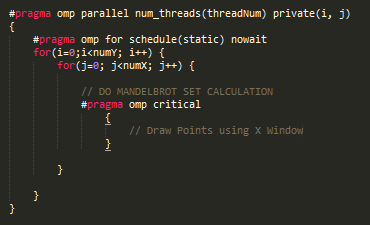 #pragma omp parallel num_threads(threadNum) private(i, j)
{
#pragma omp for schedule(static) nowait
for(i=0;i<numY; i++) {
for(j=0; j<numX; j++) {
// DO MANDELBROT SET CALCULATION
#pragma omp critical
{
// Draw Points using X Window
}
}
}
}